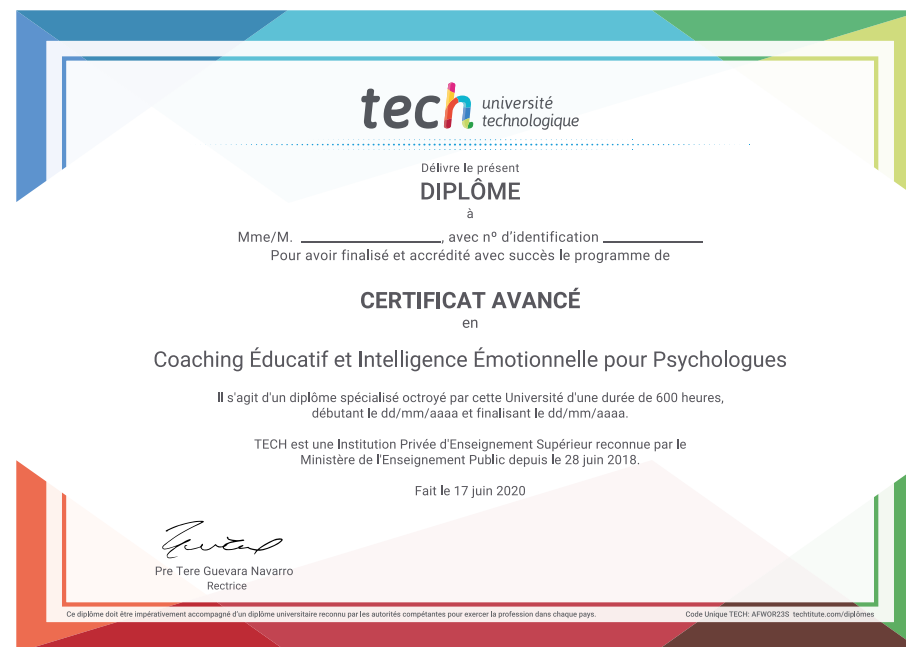 tech université
technologique
Délivre le présent
DIPLÔME
à
Mme/M. ____________________, avec nº d'identification ______________
Pour avoir finalisé et accrédité avec succès le programme de
CERTIFICAT AVANCÉ
en
Coaching Éducatif et Intelligence Émotionnelle pour Psychologues
Il s'agit d'un diplôme spécialisé octroyé par cette Université d'une durée de 600 heures,
débutant le dd/mm/aaaa et finalisant le dd/mm/aaaa.
TECH est une Institution Privée d'Enseignement Supérieur reconnue par le
Ministère de l'Enseignement Public depuis le 28 juin 2018.
Fait le 17 juin 2020
Pre Tere Guevara Navarro
Rectrice
Ce diplôme doit être impérativement accompagné d'un diplôme universitaire reconnu par les autorités compétantes pour exercer la profession dans chaque pays.
Code Unique TECH: AFWOR23S techtitute.com/diplômes